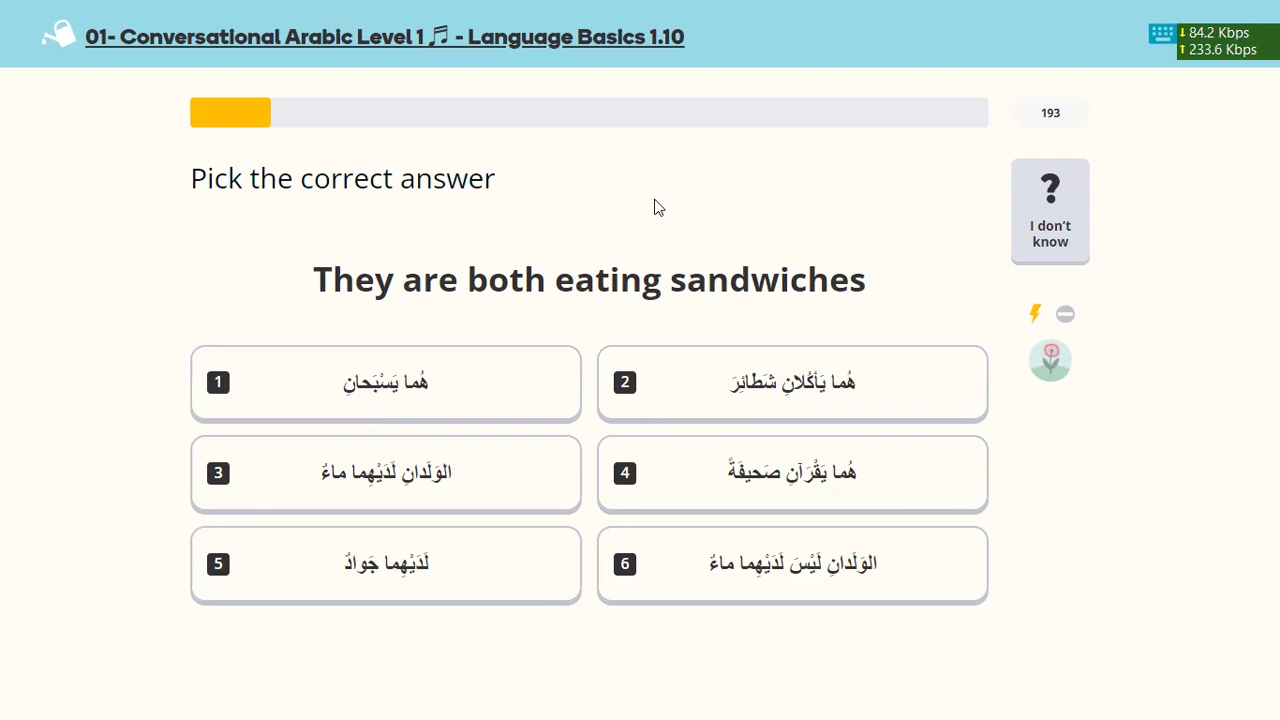 01- Conversational Arabic Level 1🎵 - Language Basics 1.10
84.2 Kbps
233.6 Kbps
193
Pick the correct answer
?
I don't
know
They are both eating sandwiches
1 هُما يَسْبَحانِ
2 هُما يَأكُلانِ شَطائِرَ
3 الوَلَدانِ لَدَيْهِما ماءٌ
4 هُما يَقْرَآنِ صَحيفَةً
5 لَدَيْهِما جَوادٌ
6 الوَلَدانِ لَيْسَ لَدَيْهِما ماءٌ